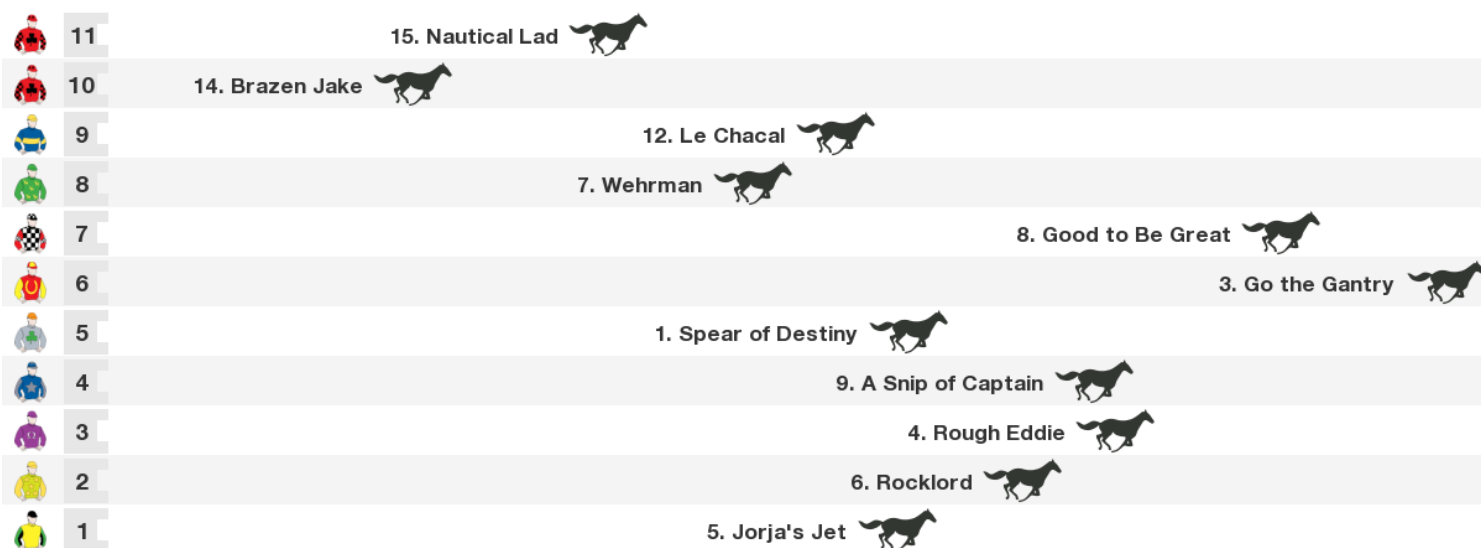 11 15. Nautical Lad
10 14. Brazen Jake
9 12. Le Chacal
8 7. Wehrman
7 8. Good to Be Great
6 3. Go the Gantry
5 1. Spear of Destiny
4 9. A Snip of Captain
3 4. Rough Eddie
2 6. Rocklord
1 5. Jorja's Jet